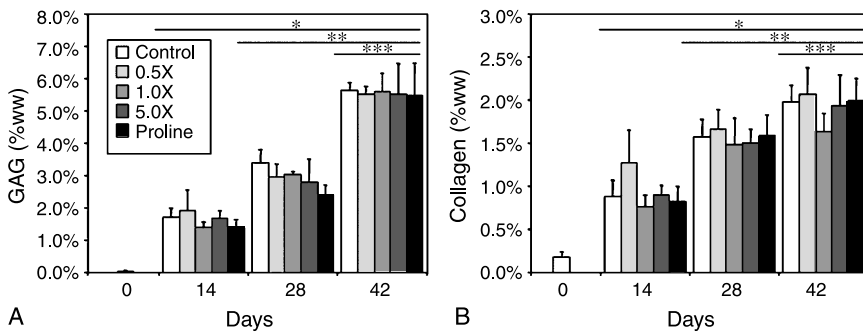 8.0%
7.0%
6.0%
5.0%
4.0%
3.0%
2.0%
1.0%
0.0%
GAG (%ww)
*
**
***
Control
0.5X
1.0X
5.0X
Proline
0 14 28 42
Days
A
3.0%
2.5%
2.0%
1.5%
1.0%
0.5%
0.0%
Collagen (%ww)
*
**
***
0 14 28 42
Days
B